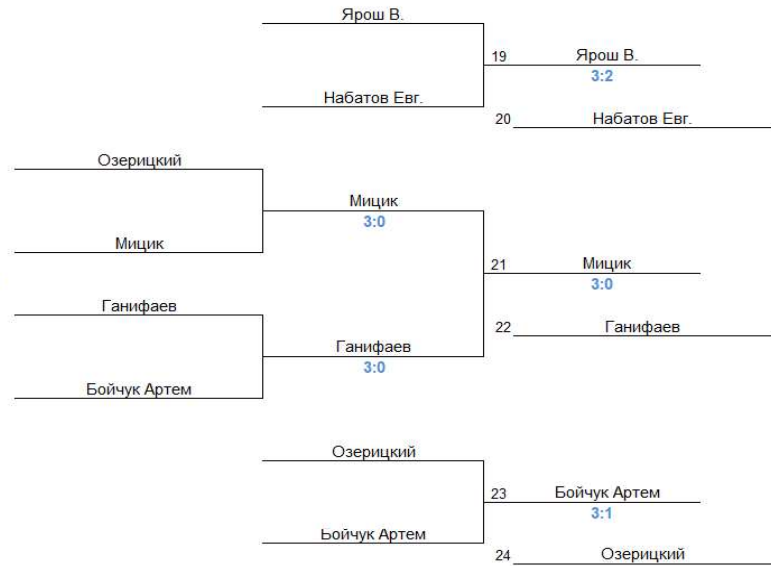 Ярош В.
19 Ярош В.
3:2
Набатов Евг.
20 Набатов Евг.
Озерицкий
Мицик
3:0
Мицик
21 Мицик
3:0
Ганифаев
22 Ганифаев
Ганифаев
3:0
Бойчук Артем
Озерицкий
23 Бойчук Артем
3:1
Бойчук Артем
24 Озерицкий